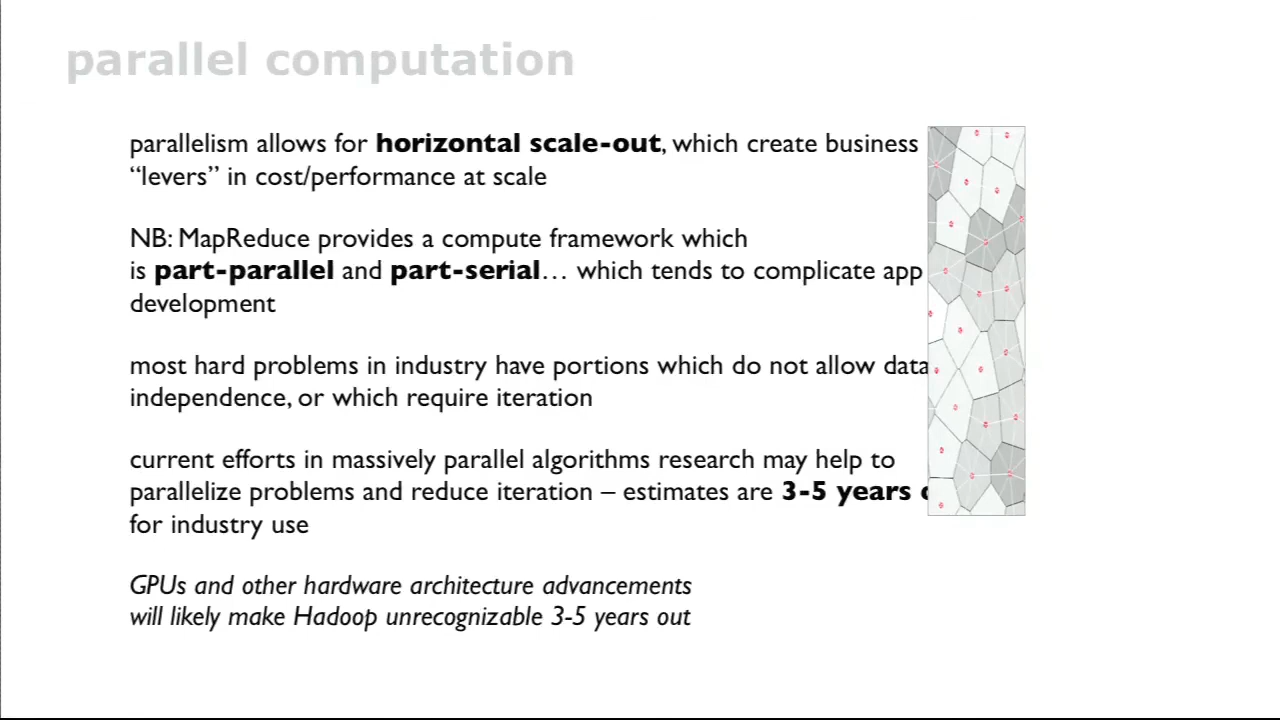 parallel computation
parallelism allows for horizontal scale-out, which create business
“levers” in cost/performance at scale
NB: MapReduce provides a compute framework which
is part-parallel and part-serial… which tends to complicate app
development
most hard problems in industry have portions which do not allow data
independence, or which require iteration
current efforts in massively parallel algorithms research may help to
parallelize problems and reduce iteration – estimates are 3-5 years
for industry use
GPUs and other hardware architecture advancements
will likely make Hadoop unrecognizable 3-5 years out